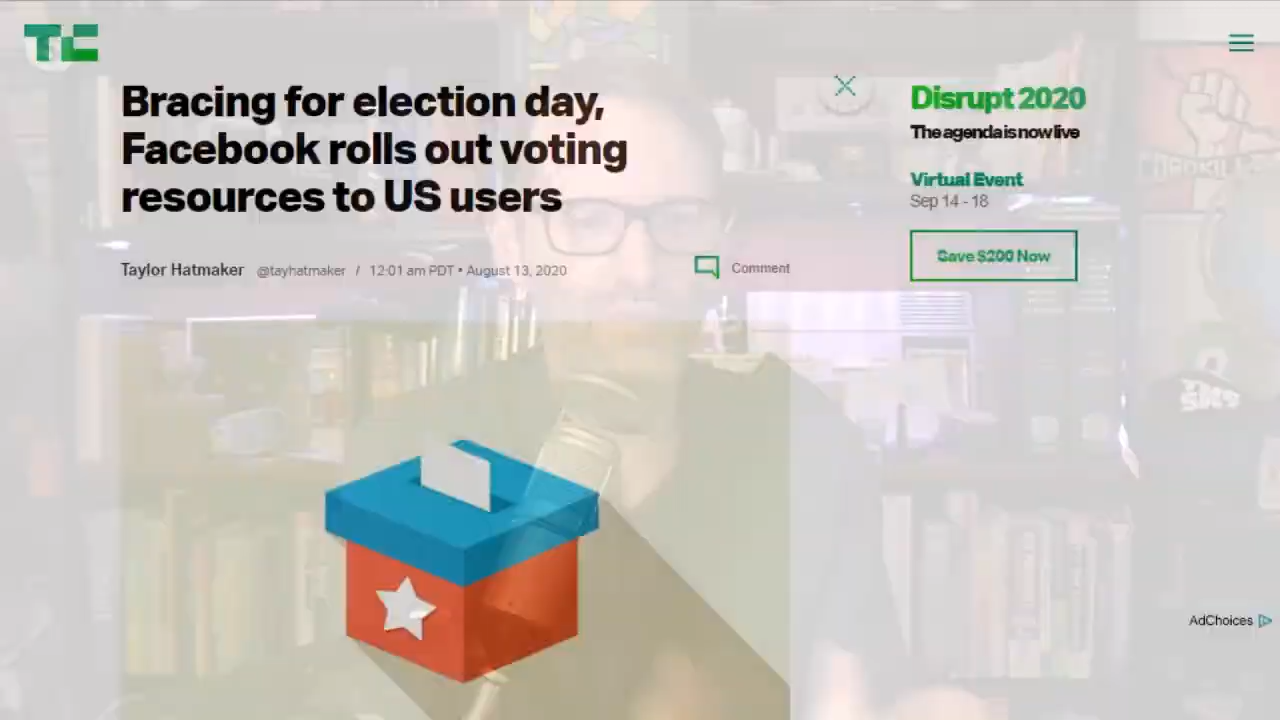 TC
Bracing for election day,
Facebook rolls out voting
resources to US users
Taylor Hatmaker @tayhatmaker / 12:01 am PDT • August 13, 2020
Comment
Disrupt 2020
The agenda is now live
Virtual Event
Sep 14 - 18
Save $200 Now
AdChoices